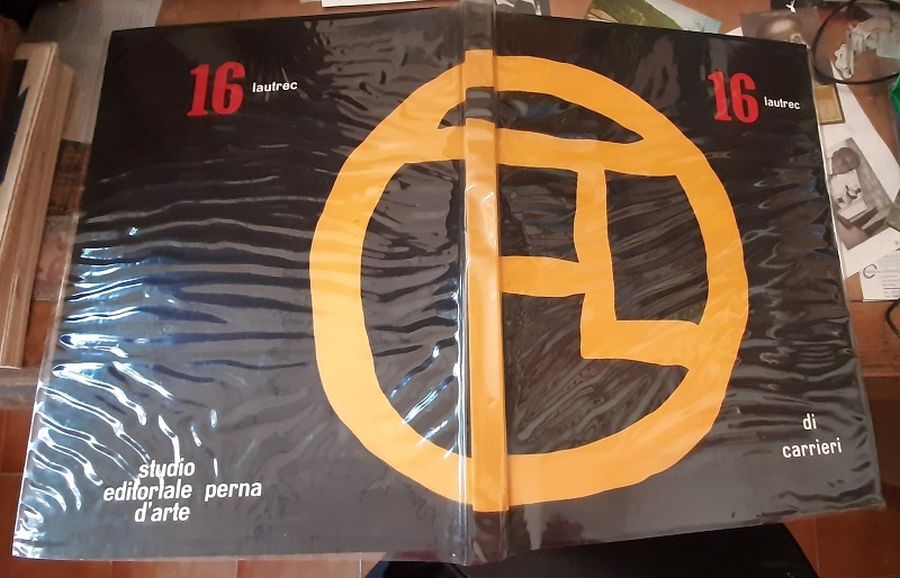 16 lautrec
studio
editoriale perna
d'arte
16 lautrec
di
carrieri